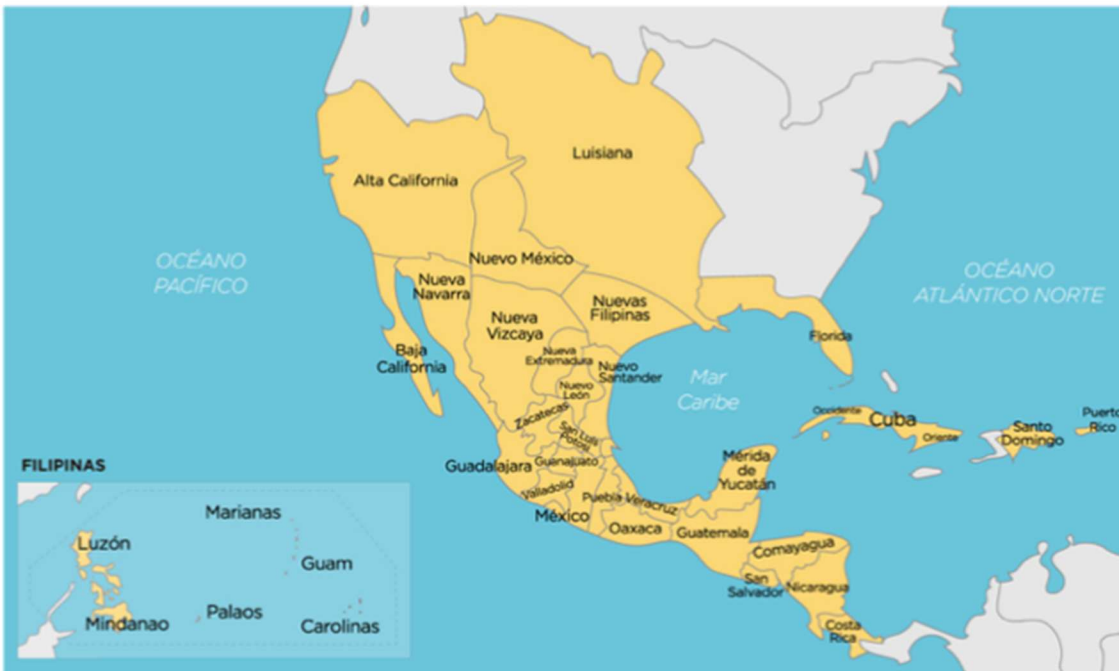 Luisiana
Alta California
Nuevo México
OCÉANO
PACÍFICO
OCÉANO
ATLÁNTICO NORTE
Nueva
Navarra
Nueva
Vizcaya
Nuevas
Filipinas
Florida
Baja
California
Nueva
Extremadura
Nuevo
Santander
Nuevo
León
Mar
Caribe
Zacatecas
San Luis
Potosí
Occidente
Cuba
Oriente
Santo
Domingo
Puerto
Rico
Guadalajara
Guanajuato
Mérida
de
Yucatán
Valladolid
México
Puebla
Veracruz
Oaxaca
Guatemala
Comayagua
San
Salvador
Nicaragua
Costa
Rica
FILIPINAS
Marianas
Luzón
Guam
Palaos
Mindanao
Carolinas